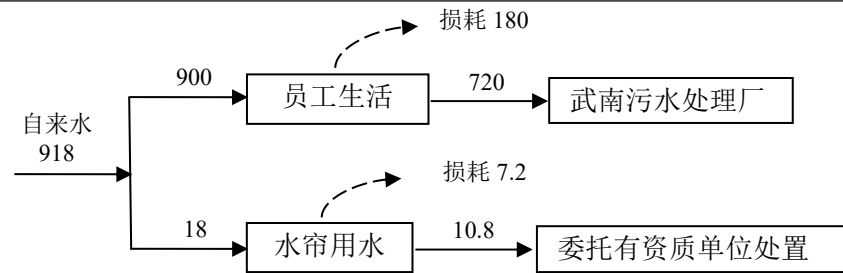 损耗 180
900
员工生活
720
武南污水处理厂
自来水
918
损耗 7.2
18
水帘用水
10.8
委托有资质单位处置